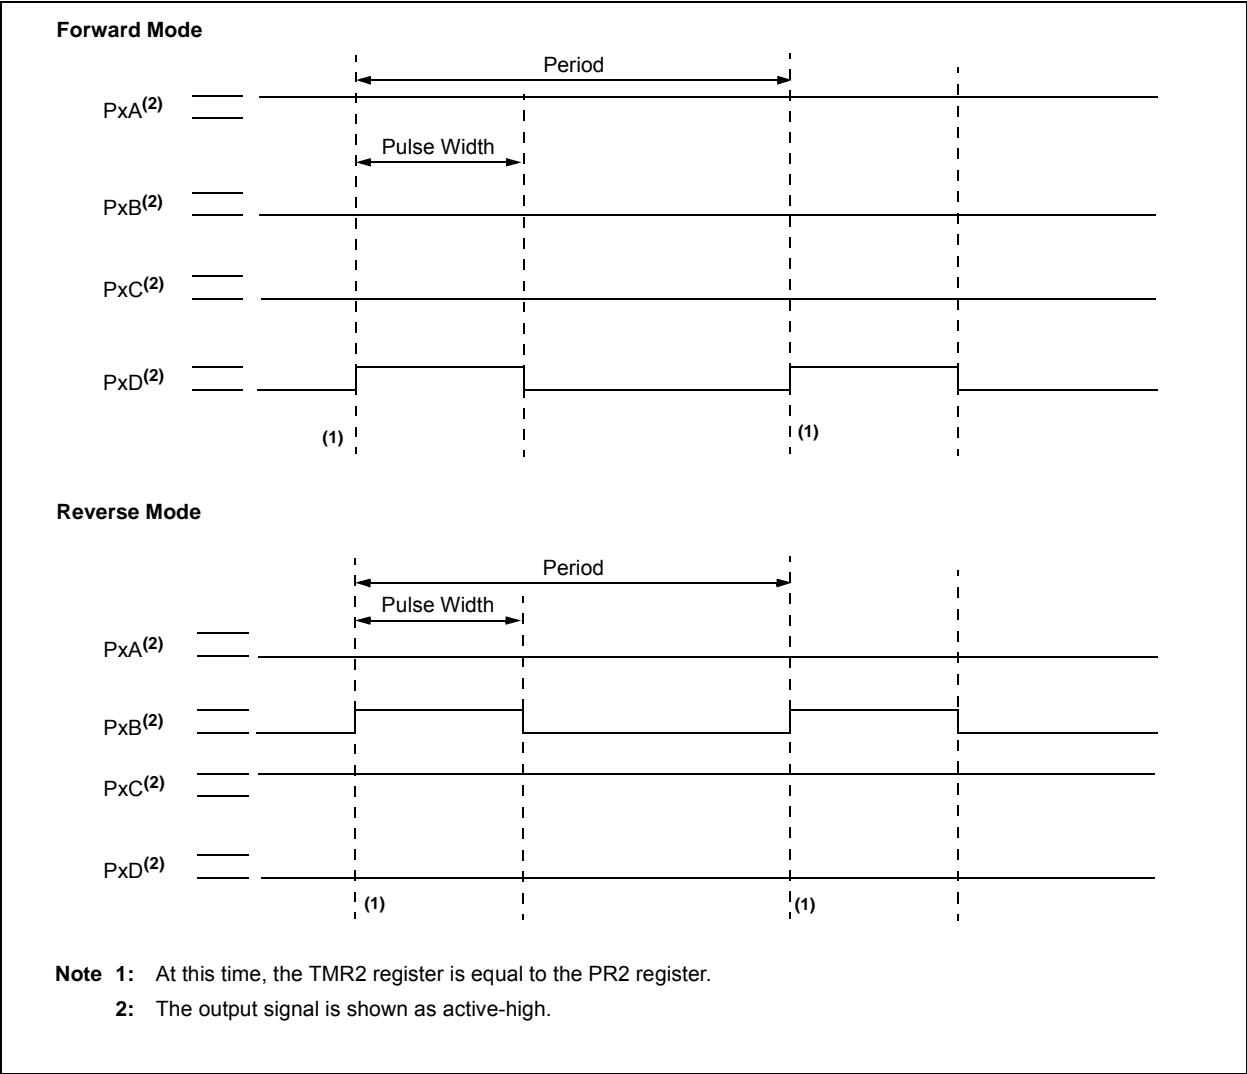 Forward Mode
Period
PxA(2)
Pulse Width
PxB(2)
PxC(2)
PxD(2)
(1)
(1)
Reverse Mode
Period
Pulse Width
PxA(2)
PxB(2)
PxC(2)
PxD(2)
(1)
(1)
Note 1: At this time, the TMR2 register is equal to the PR2 register.
2: The output signal is shown as active-high.